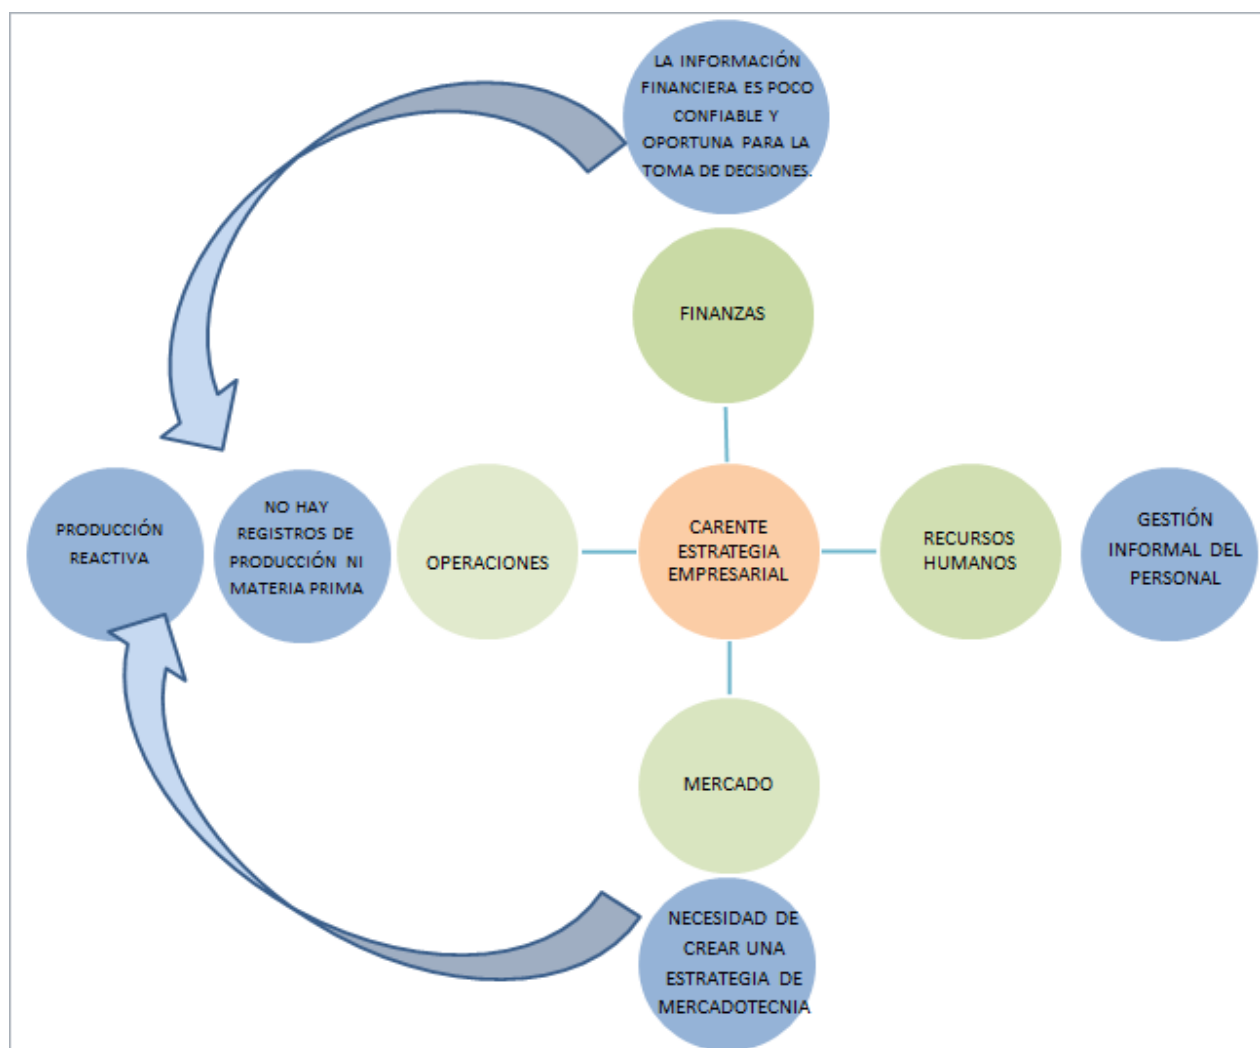 LA INFORMACIÓN
FINANCIERA ES POCO
CONFIABLE Y
OPORTUNA PARA LA
TOMA DE DECISIONES.
FINANZAS
PRODUCCIÓN
REACTIVA
NO HAY
REGISTROS DE
PRODUCCIÓN NI
MATERIA PRIMA
OPERACIONES
CARENTE
ESTRATEGIA
EMPRESARIAL
RECURSOS
HUMANOS
GESTIÓN
INFORMAL DEL
PERSONAL
MERCADO
NECESIDAD DE
CREAR UNA
ESTRATEGIA DE
MERCADOTECNIA